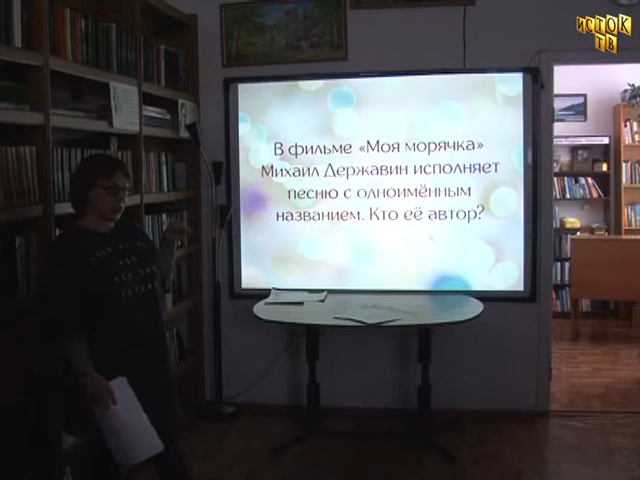 ИСТОК
ТВ
В фильме «Моя морячка»
Михаил Державин исполняет
песню с одноимённым
названием. Кто её автор?